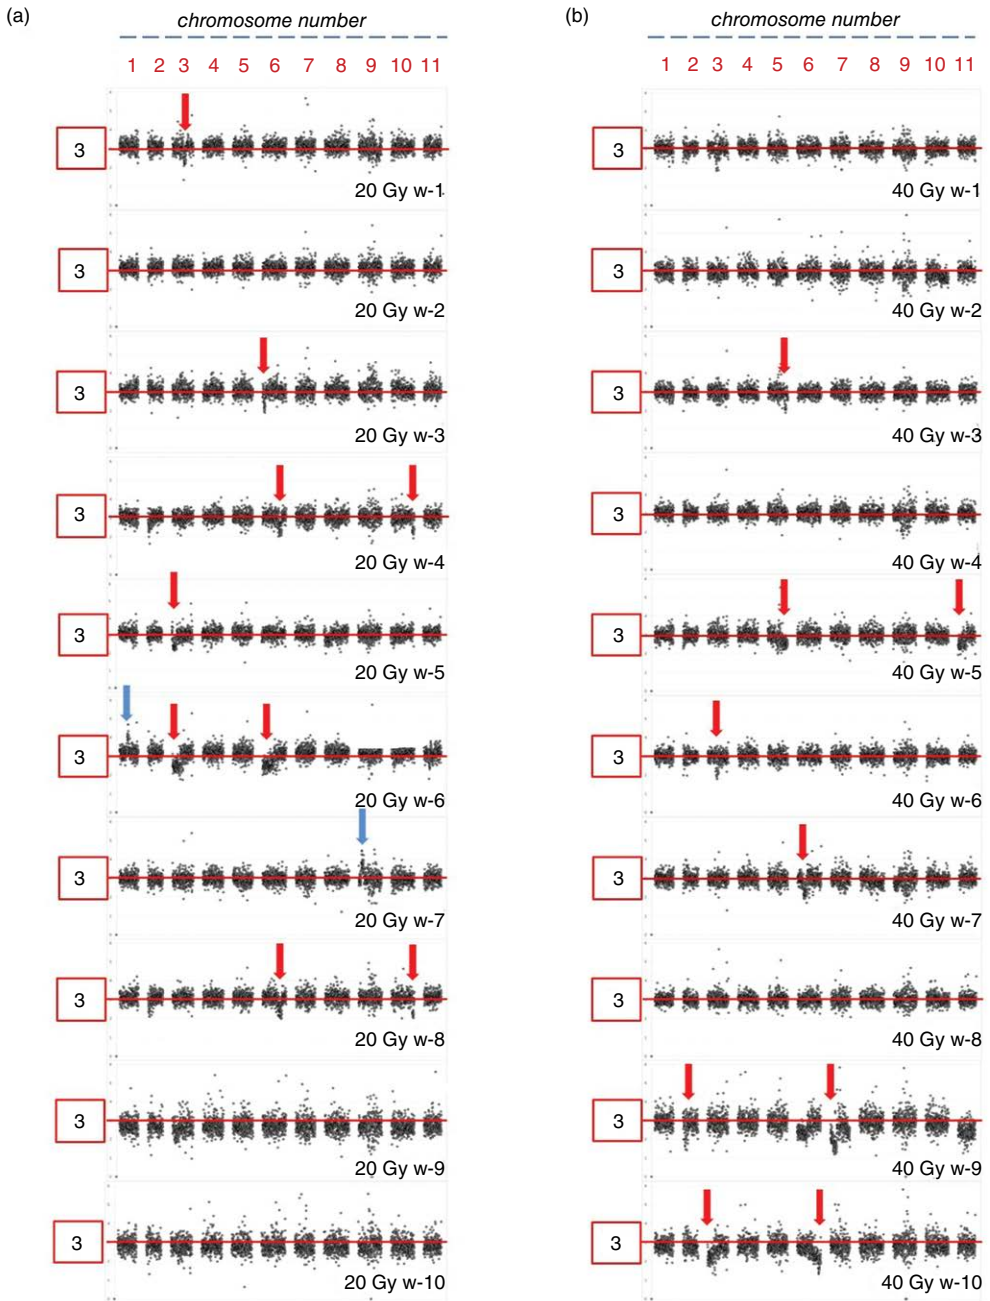 (a)
chromosome number
1 2 3 4 5 6 7 8 9 10 11
3
20 Gy w-1
3
20 Gy w-2
3
20 Gy w-3
3
20 Gy w-4
3
20 Gy w-5
3
20 Gy w-6
3
20 Gy w-7
3
20 Gy w-8
3
20 Gy w-9
3
20 Gy w-10
(b)
chromosome number
1 2 3 4 5 6 7 8 9 10 11
3
40 Gy w-1
3
40 Gy w-2
3
40 Gy w-3
3
40 Gy w-4
3
40 Gy w-5
3
40 Gy w-6
3
40 Gy w-7
3
40 Gy w-8
3
40 Gy w-9
3
40 Gy w-10